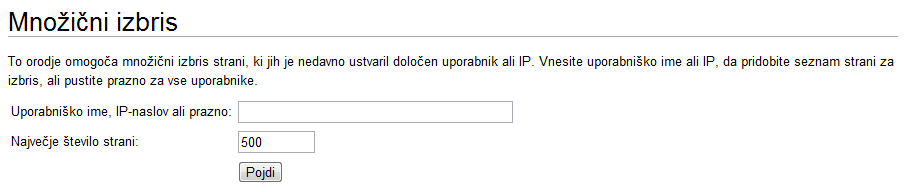 Množični izbris
To orodje omogoča množični izbris strani, ki jih je nedavno ustvaril določen uporabnik ali IP. Vnesite uporabniško ime ali IP, da pridobite seznam strani za
izbris, ali pustite prazno za vse uporabnike.
Uporabniško ime, IP-naslov ali prazno:
Največje število strani: 500
Pojdi